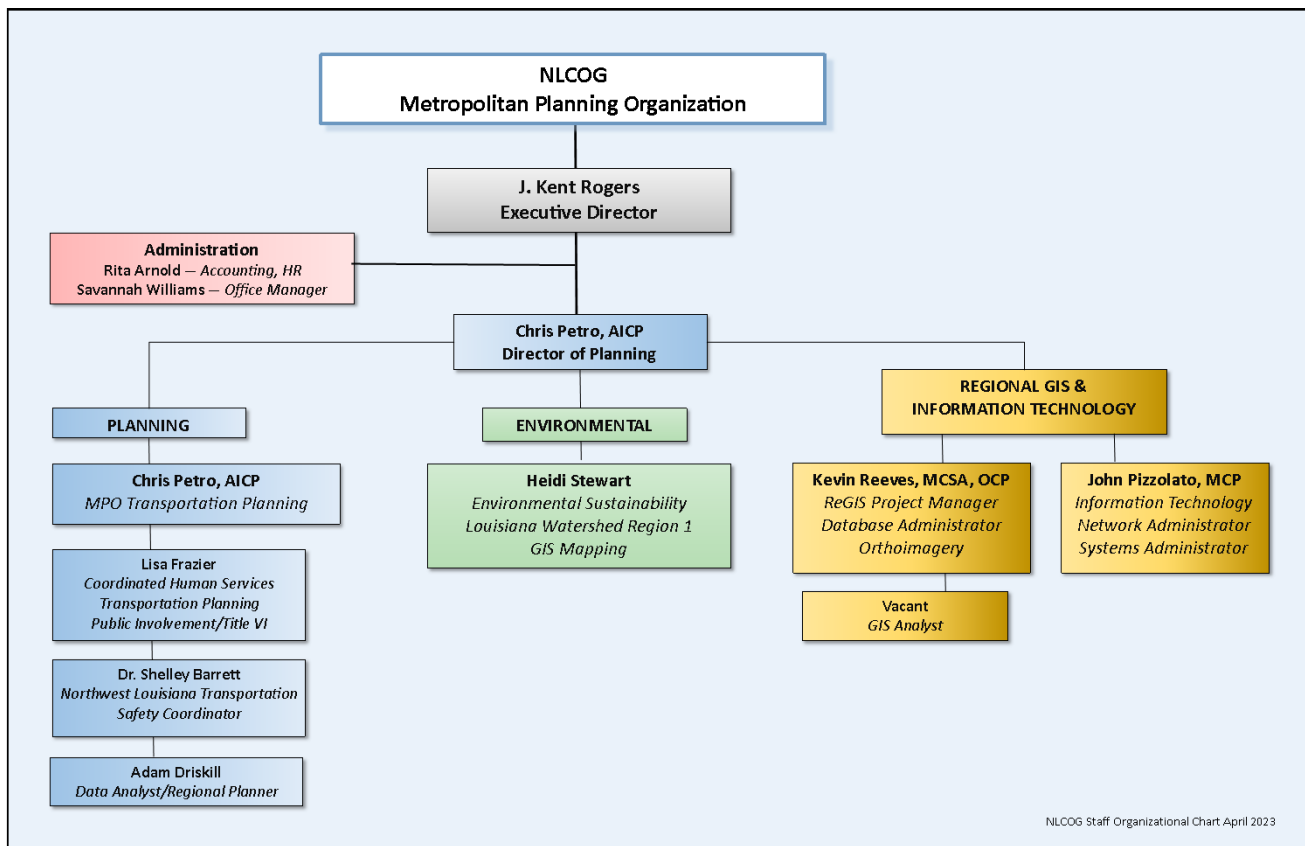 NLCOG
Metropolitan Planning Organization
J. Kent Rogers
Executive Director
Administration
Rita Arnold — Accounting, HR
Savannah Williams — Office Manager
Chris Petro, AICP
Director of Planning
PLANNING
Chris Petro, AICP
MPO Transportation Planning
Lisa Frazier
Coordinated Human Services
Transportation Planning
Public Involvement/Title VI
Dr. Shelley Barrett
Northwest Louisiana Transportation
Safety Coordinator
Adam Driskill
Data Analyst/Regional Planner
ENVIRONMENTAL
Heidi Stewart
Environmental Sustainability
Louisiana Watershed Region 1
GIS Mapping
REGIONAL GIS &
INFORMATION TECHNOLOGY
Kevin Reeves, MCSA, OCP
ReGIS Project Manager
Database Administrator
Orthoimagery
Vacant
GIS Analyst
John Pizzolato, MCP
Information Technology
Network Administrator
Systems Administrator
NLCOG Staff Organizational Chart April 2023